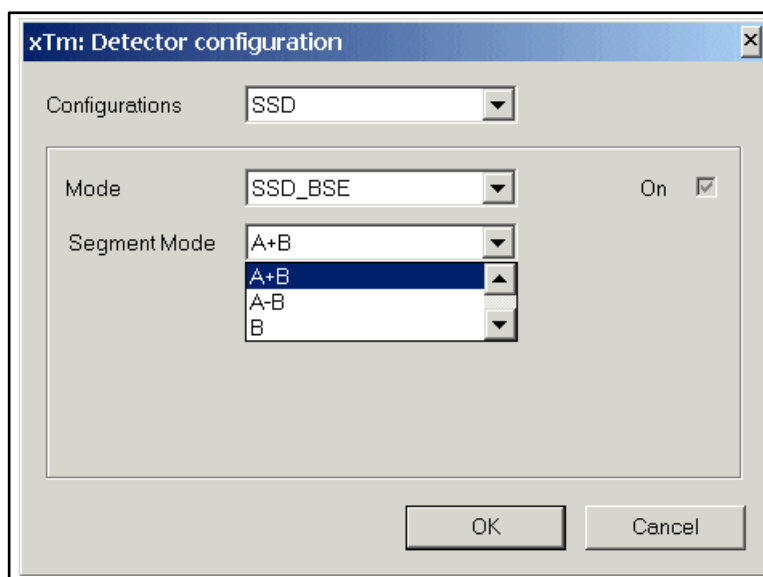 xTm: Detector configuration
Configurations SSD
Mode SSD_BSE On
Segment Mode A+B
A+B
A-B
B
OK Cancel